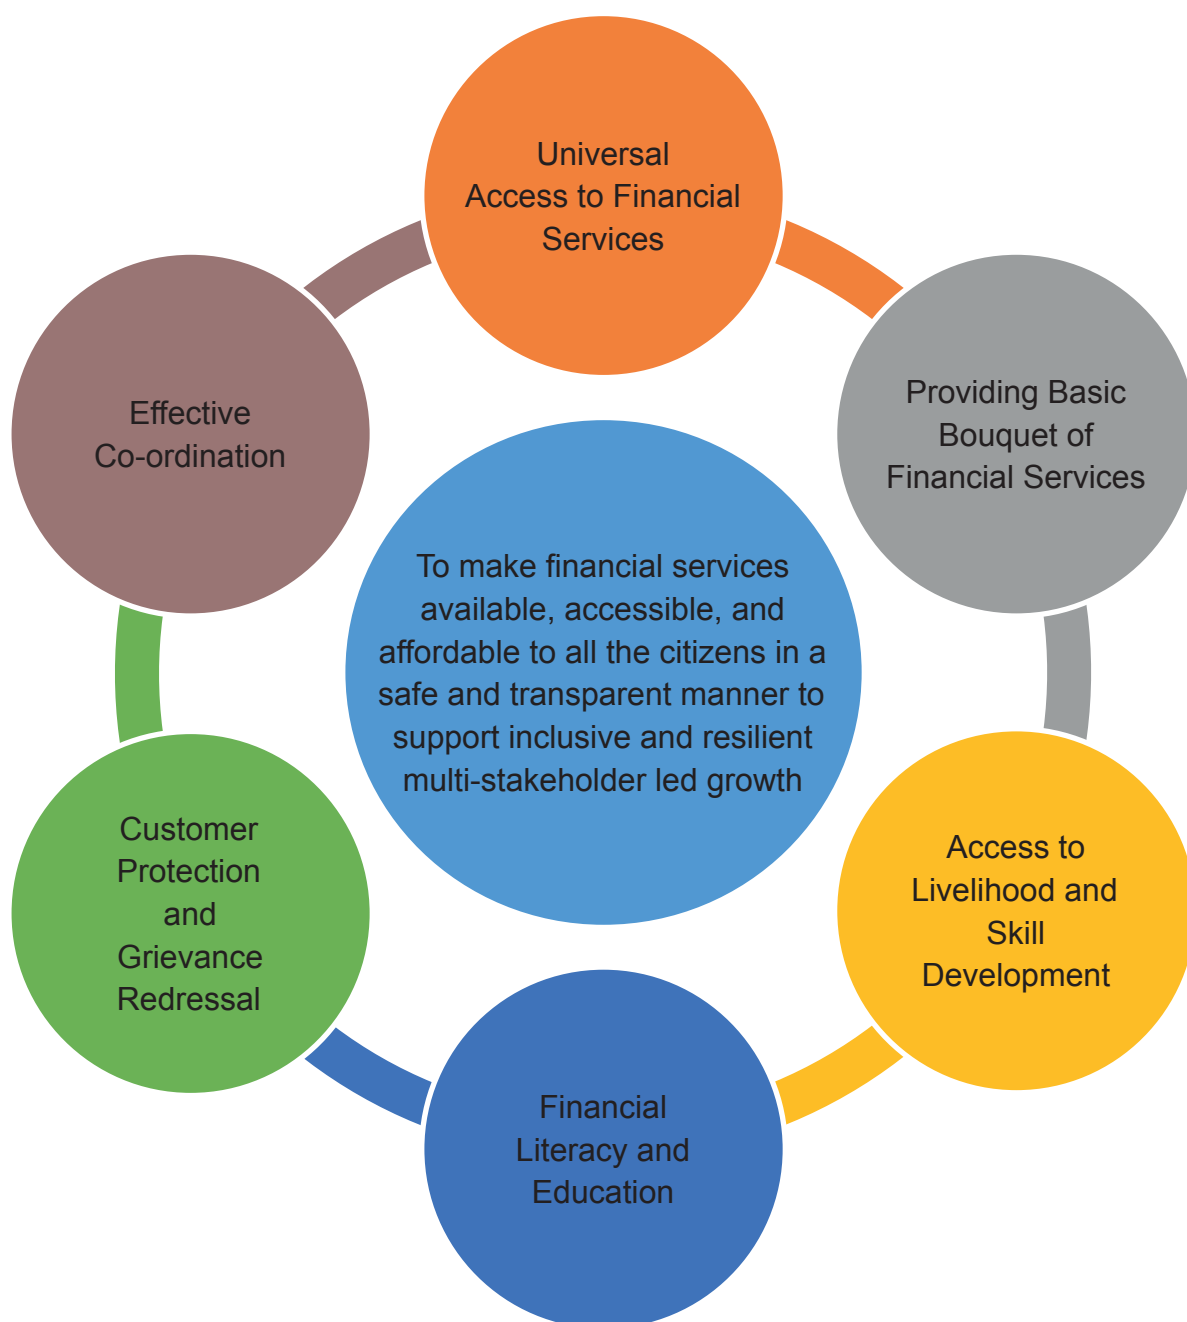 Universal
Access to Financial
Services
Providing Basic
Bouquet of
Financial Services
Access to
Livelihood and
Skill
Development
Financial
Literacy and
Education
Customer
Protection
and
Grievance
Redressal
Effective
Co-ordination
To make financial services
available, accessible, and
affordable to all the citizens in a
safe and transparent manner to
support inclusive and resilient
multi-stakeholder led growth